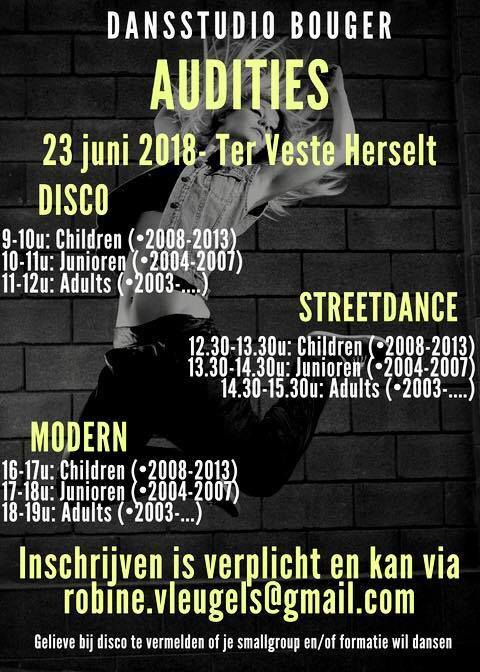 DANSSTUDIO BOUGER
AUDITIES
23 juni 2018- Ter Veste Herselt
DISCO
9-10u: Children (•2008-2013)
10-11u: Junioren (•2004-2007)
11-12u: Adults (•2003-....)
STREETDANCE
12.30-13.30u: Children (•2008-2013)
13.30-14.30u: Junioren (•2004-2007)
14.30-15.30u: Adults (•2003-....)
MODERN
16-17u: Children (•2008-2013)
17-18u: Junioren (•2004-2007)
18-19u: Adults (•2003-...)
Inschrijven is verplicht en kan via
robine.vleugels@gmail.com
Gelieve bij disco te vermelden of je smallgroup en/of formatie wil dansen